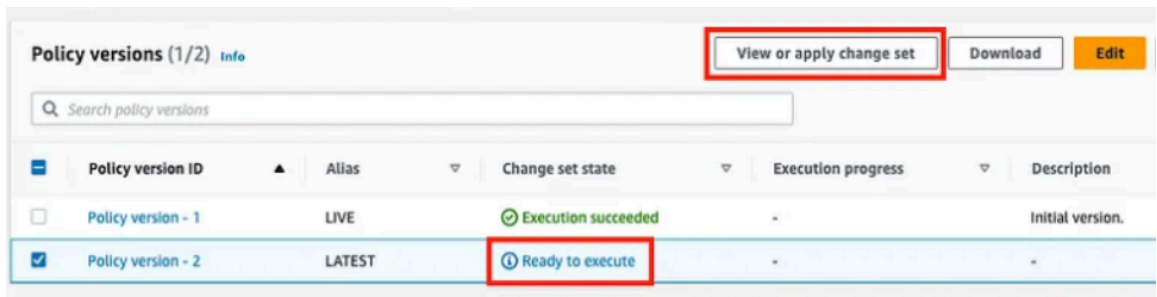 Policy versions (1/2) Info
View or apply change set
Download
Edit
Search policy versions
Policy version ID Alias Change set state Execution progress Description
Policy version - 1 LIVE Execution succeeded - Initial version.
Policy version - 2 LATEST Ready to execute - -